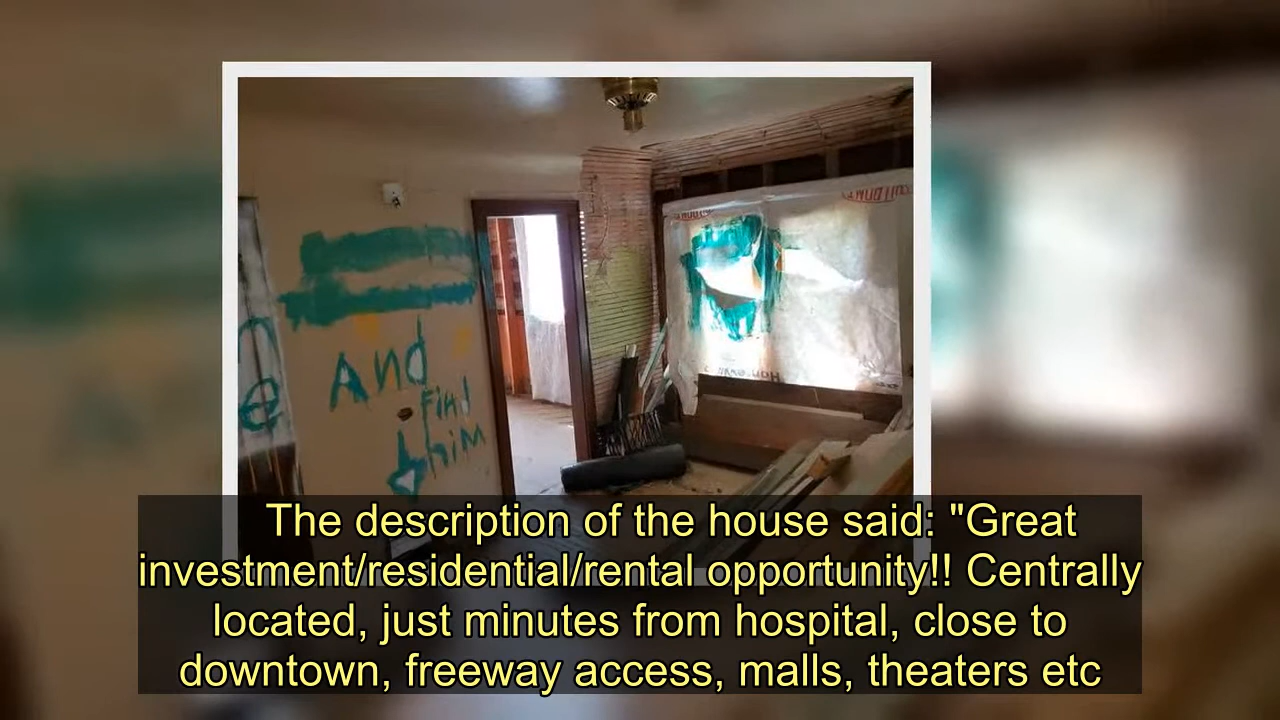 And
find
him
e
The description of the house said: "Great
investment/residential/rental opportunity!! Centrally
located, just minutes from hospital, close to
downtown, freeway access, malls, theaters etc